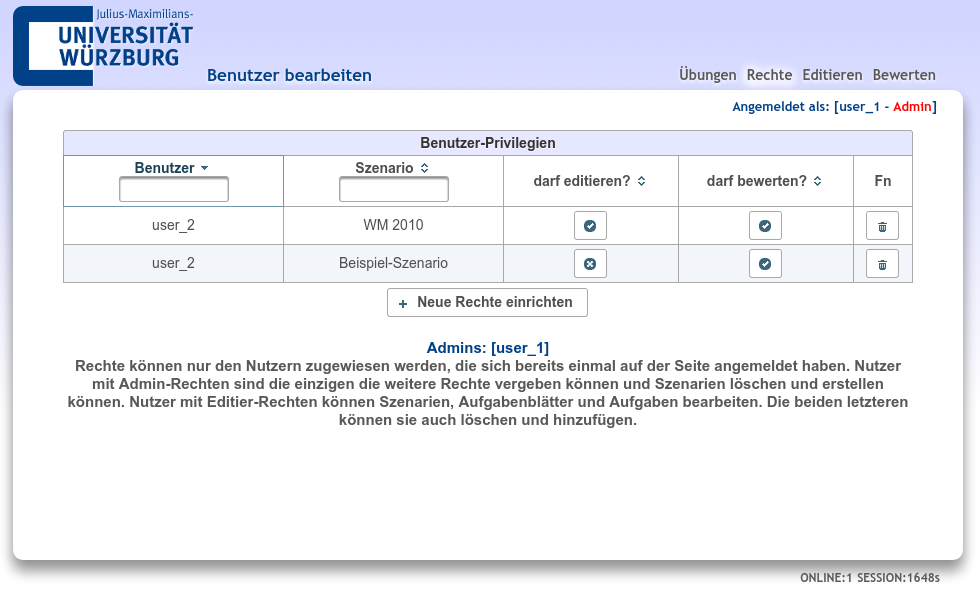 Julius-Maximilians-
UNIVERSITÄT
WÜRZBURG
Benutzer bearbeiten
Übungen Rechte Editieren Bewerten
Angemeldet als: [user_1 - Admin]
Benutzer-Privilegien
Benutzer Szenario darf editieren? darf bewerten? Fn
user_2 WM 2010
user_2 Beispiel-Szenario
Neue Rechte einrichten
Admins: [user_1]
Rechte können nur den Nutzern zugewiesen werden, die sich bereits einmal auf der Seite angemeldet haben. Nutzer
mit Admin-Rechten sind die einzigen die weitere Rechte vergeben können und Szenarien löschen und erstellen
können. Nutzer mit Editier-Rechten können Szenarien, Aufgabenblätter und Aufgaben bearbeiten. Die beiden letzteren
können sie auch löschen und hinzufügen.
ONLINE:1 SESSION:1648s